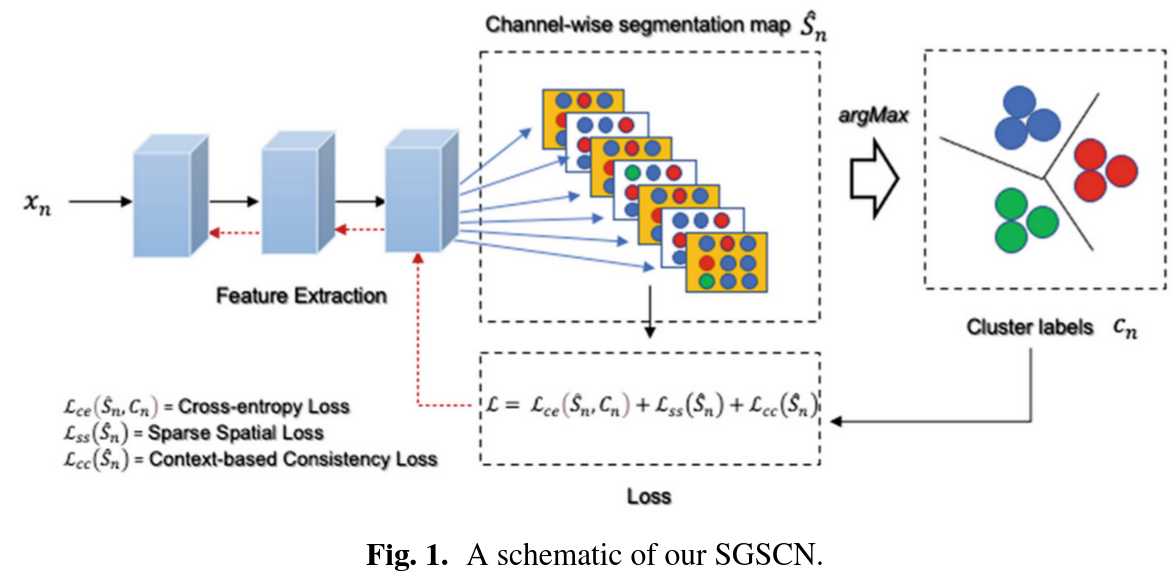 Channel-wise segmentation map Ŝₙ
argMax
xₙ
Feature Extraction
Cluster labels Cₙ
ℒce(Ŝₙ, Cₙ) = Cross-entropy Loss
ℒss(Ŝₙ) = Sparse Spatial Loss
ℒcc(Ŝₙ) = Context-based Consistency Loss
ℒ = ℒce(Ŝₙ, Cₙ) + ℒss(Ŝₙ) + ℒcc(Ŝₙ)
Loss
Fig. 1. A schematic of our SGSCN.